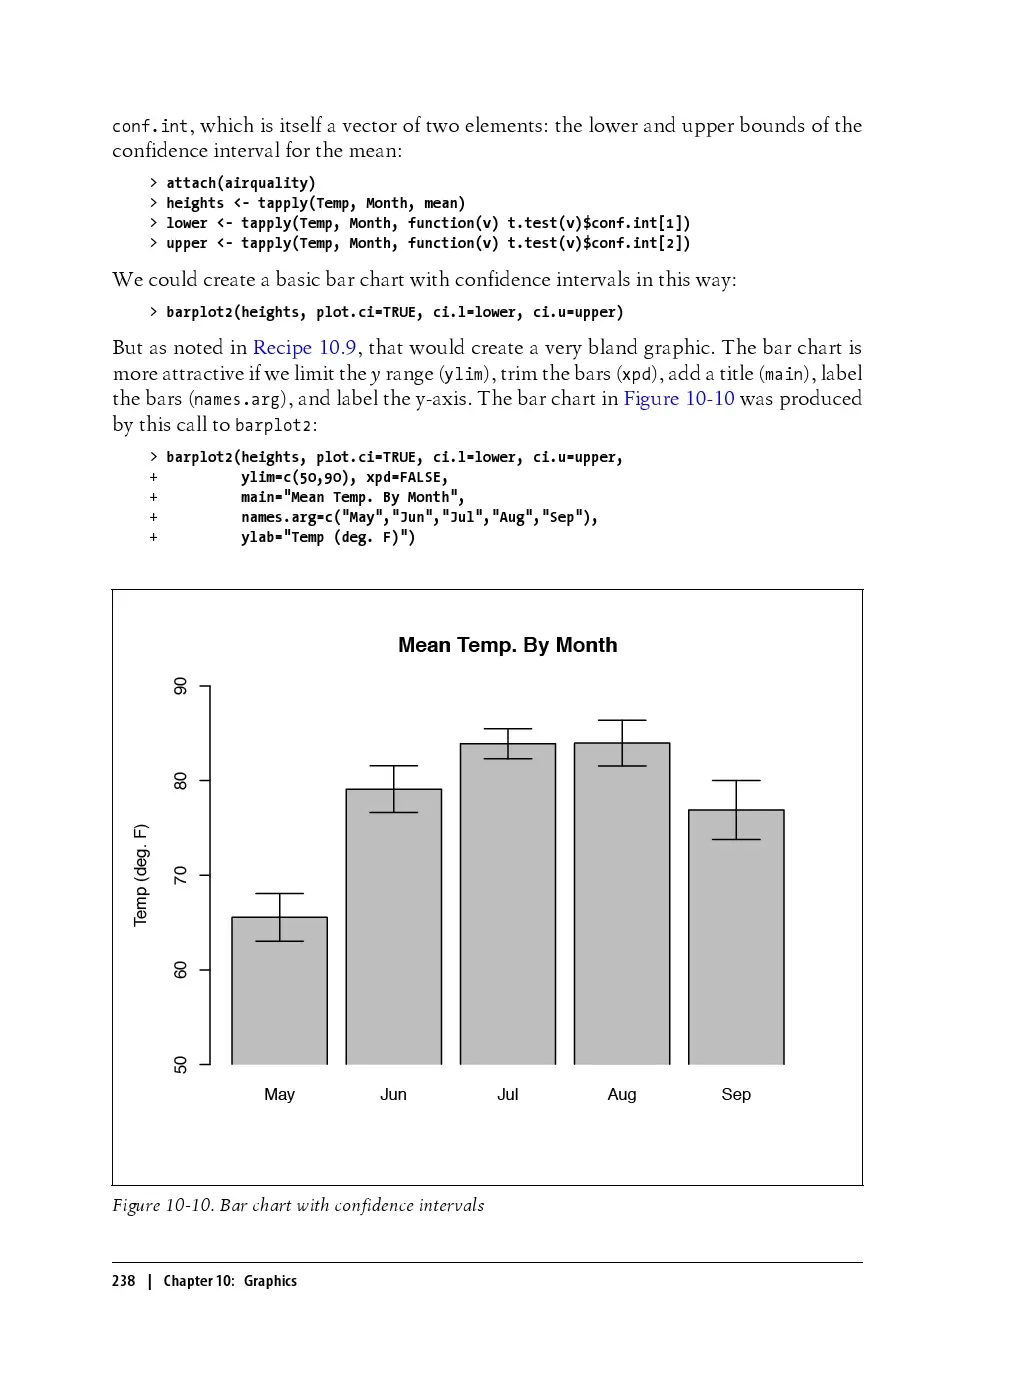 conf.int, which is itself a vector of two elements: the lower and upper bounds of the
confidence interval for the mean:
> attach(airquality)
> heights <- tapply(Temp, Month, mean)
> lower <- tapply(Temp, Month, function(v) t.test(v)$conf.int[1])
> upper <- tapply(Temp, Month, function(v) t.test(v)$conf.int[2])
We could create a basic bar chart with confidence intervals in this way:
> barplot2(heights, plot.ci=TRUE, ci.l=lower, ci.u=upper)
But as noted in Recipe 10.9, that would create a very bland graphic. The bar chart is
more attractive if we limit the y range (ylim), trim the bars (xpd), add a title (main), label
the bars (names.arg), and label the y-axis. The bar chart in Figure 10-10 was produced
by this call to barplot2:
> barplot2(heights, plot.ci=TRUE, ci.l=lower, ci.u=upper,
+ ylim=c(50,90), xpd=FALSE,
+ main="Mean Temp. By Month",
+ names.arg=c("May","Jun","Jul","Aug","Sep"),
+ ylab="Temp (deg. F)")
Mean Temp. By Month
90
80
70
60
50
Temp (deg. F)
May Jun Jul Aug Sep
Figure 10-10. Bar chart with confidence intervals
238 | Chapter 10: Graphics